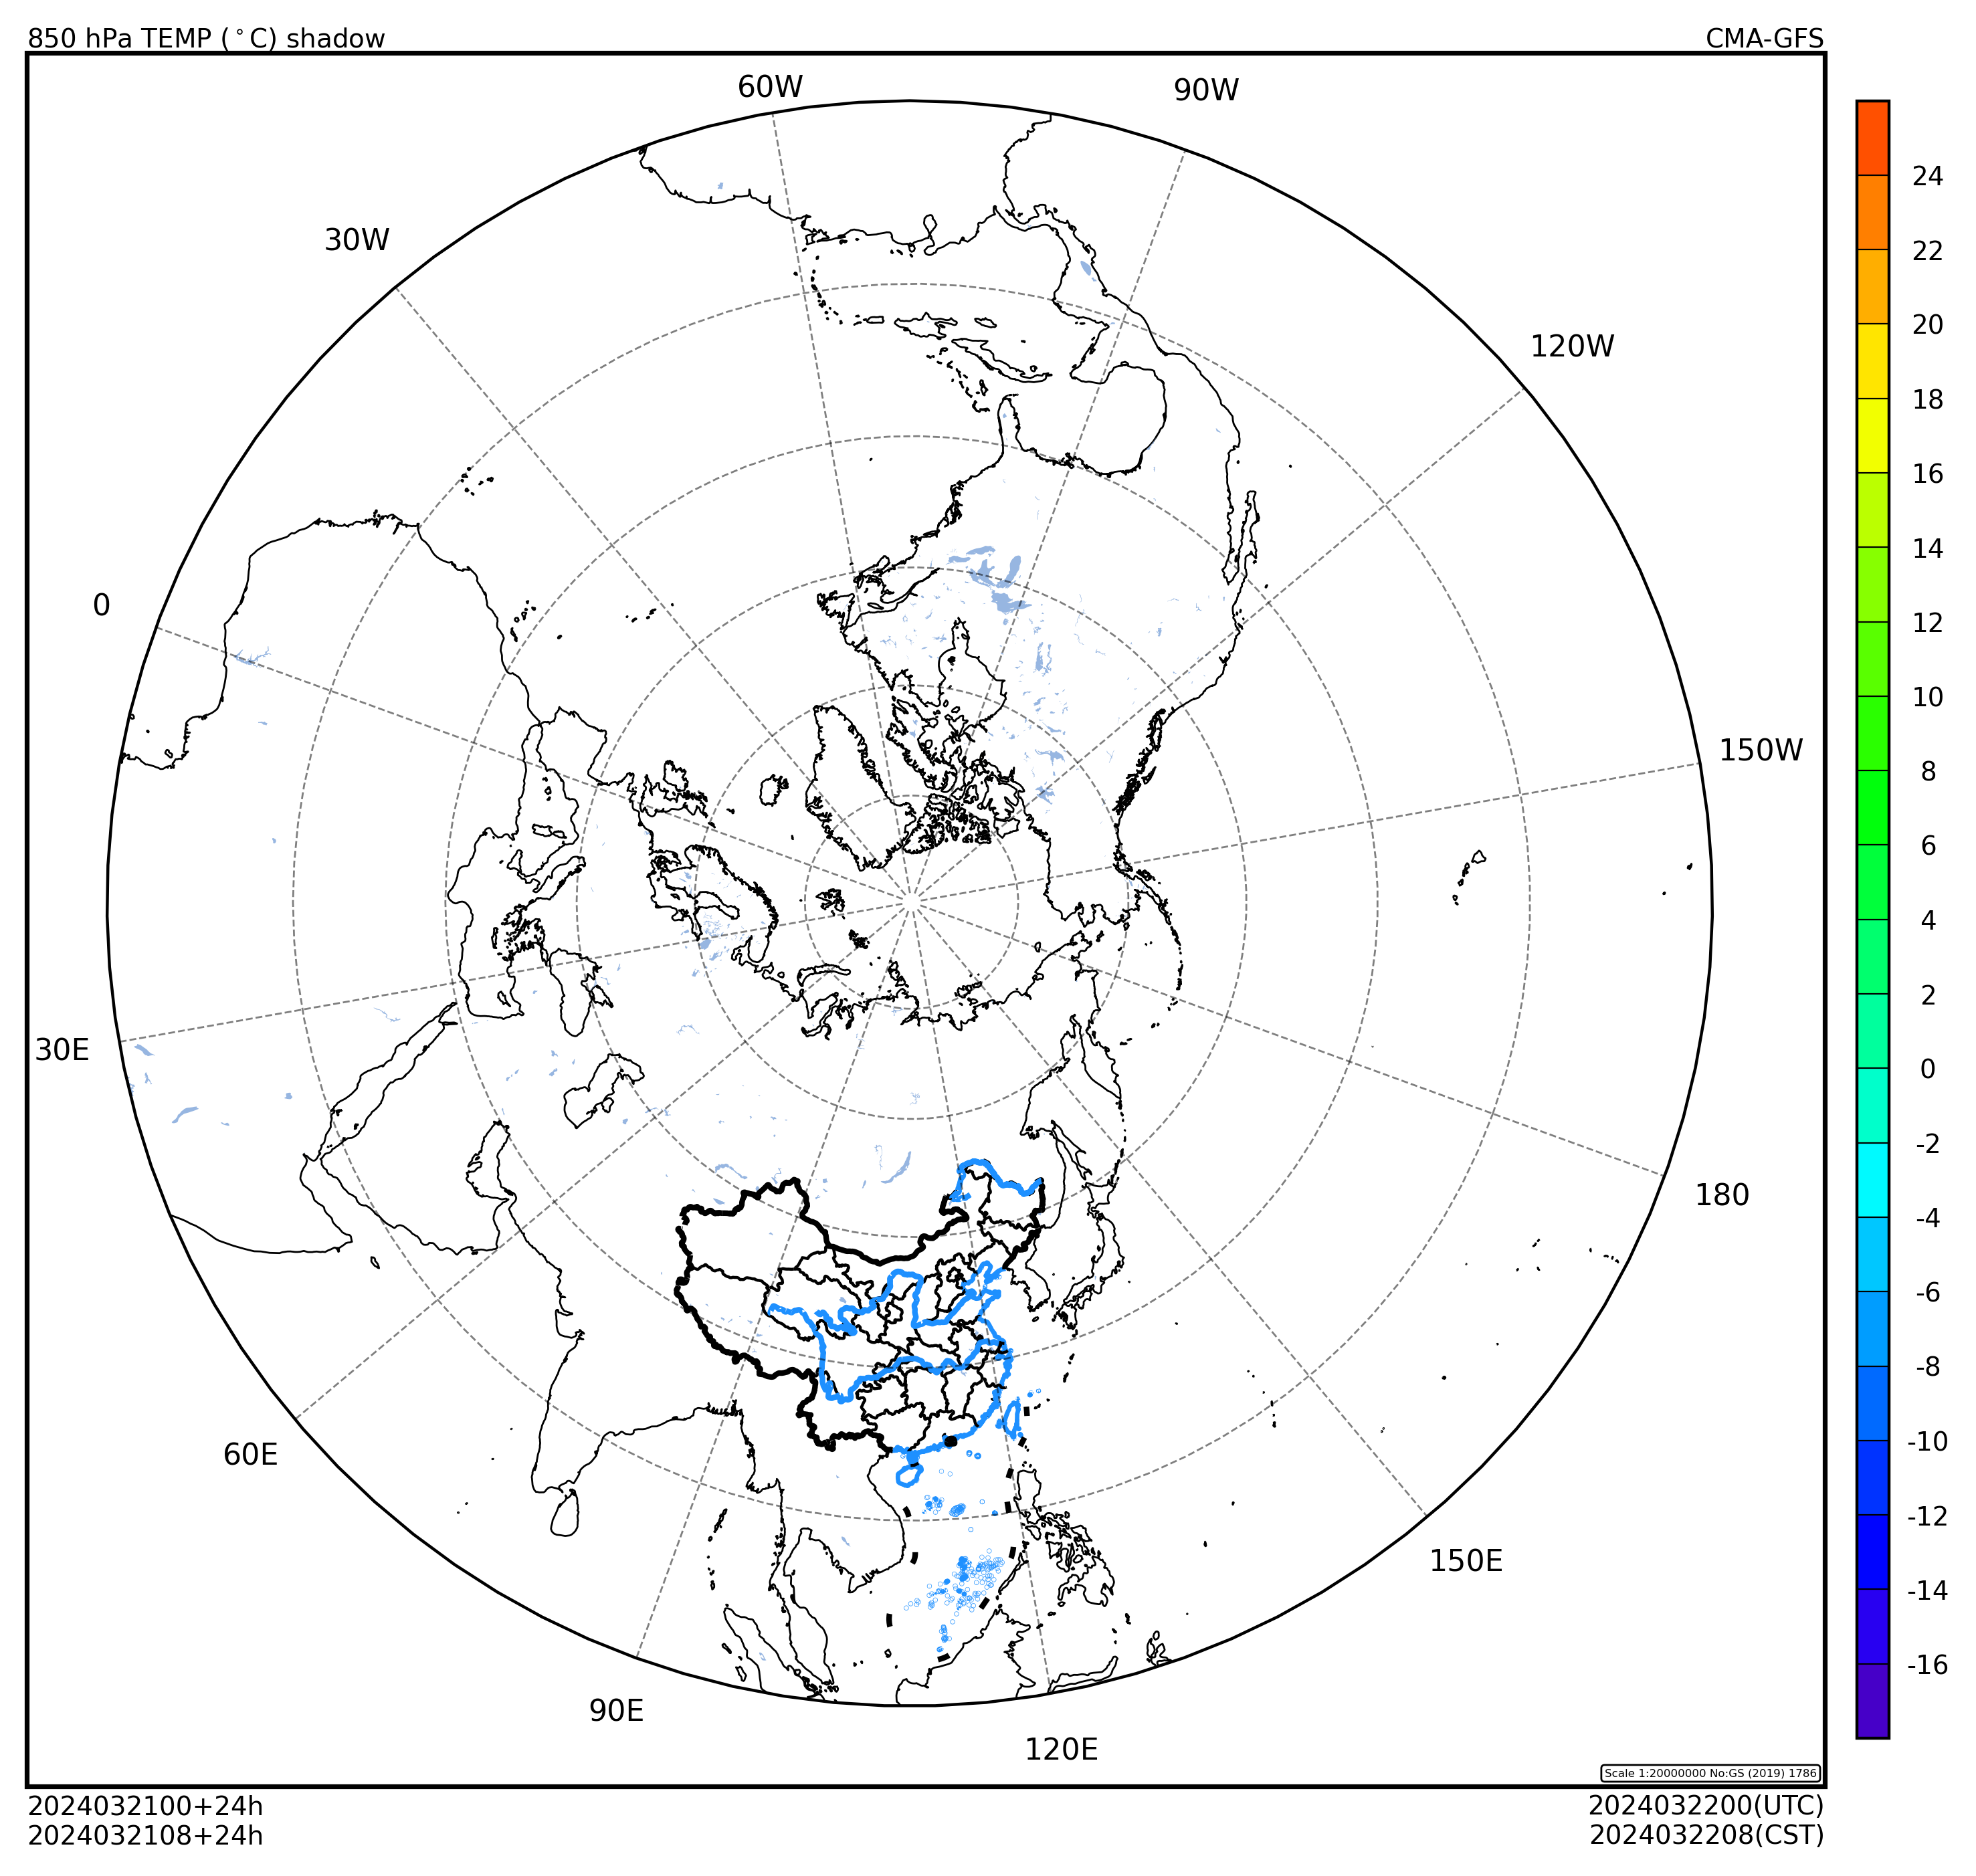 850 hPa TEMP (°C) shadow
CMA-GFS
60W
90W
30W
120W
0
150W
30E
180
60E
150E
90E
120E
24
22
20
18
16
14
12
10
8
6
4
2
0
-2
-4
-6
-8
-10
-12
-14
-16
Scale 1:20000000 No:GS (2019) 1786
2024032100+24h
2024032200(UTC)
2024032108+24h
2024032208(CST)